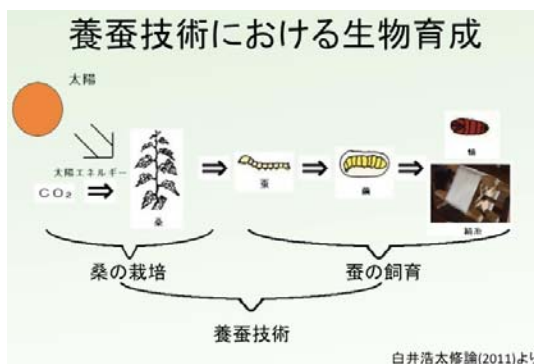 養蚕技術における生物育成
太陽
太陽エネルギー
CO₂
桑
蚕
繭
蛹
絹糸
桑の栽培
蚕の飼育
養蚕技術
白井浩太修論(2011)より